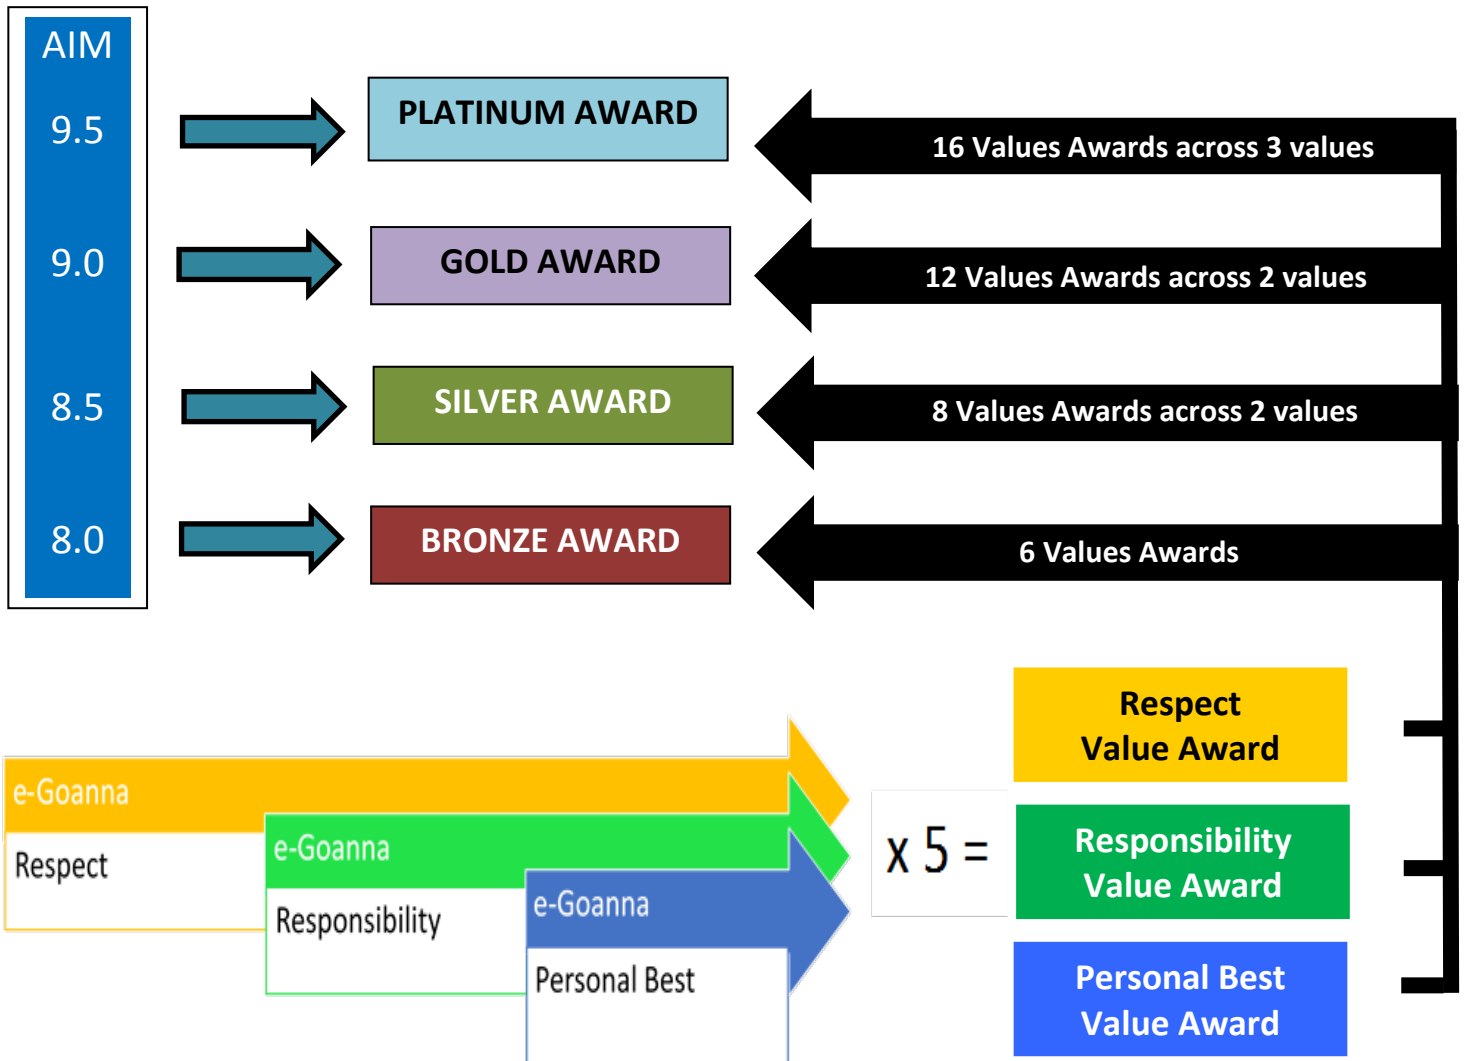 AIM
9.5
PLATINUM AWARD
16 Values Awards across 3 values
9.0
GOLD AWARD
12 Values Awards across 2 values
8.5
SILVER AWARD
8 Values Awards across 2 values
8.0
BRONZE AWARD
6 Values Awards
e-Goanna
Respect
e-Goanna
Responsibility
e-Goanna
Personal Best
x 5 =
Respect
Value Award
Responsibility
Value Award
Personal Best
Value Award